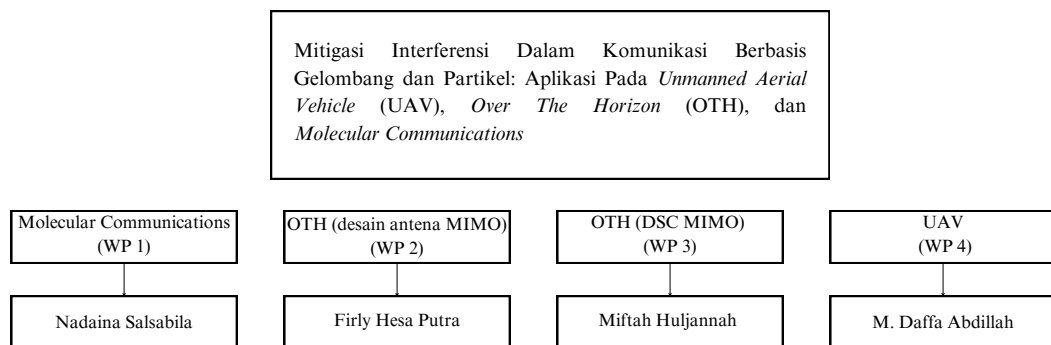 Mitigasi Interferensi Dalam Komunikasi Berbasis
Gelombang dan Partikel: Aplikasi Pada Unmanned Aerial
Vehicle (UAV), Over The Horizon (OTH), dan
Molecular Communications
Molecular Communications
(WP 1)
OTH (desain antena MIMO)
(WP 2)
OTH (DSC MIMO)
(WP 3)
UAV
(WP 4)
Nadaina Salsabila
Firly Hesa Putra
Miftah Huljannah
M. Daffa Abdillah